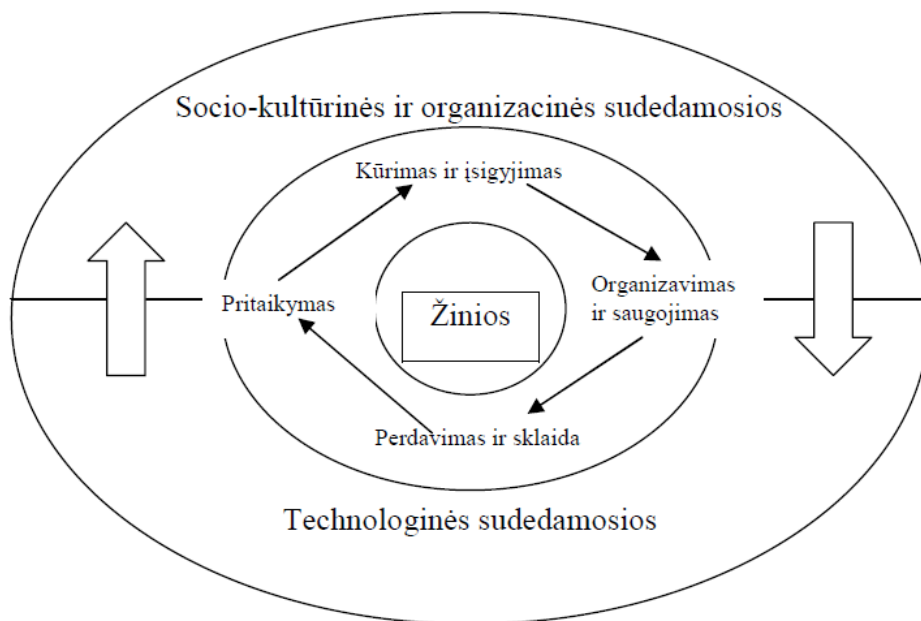 Socio-kultūrinės ir organizacinės sudedamosios
Kūrimas ir įsigyjimas
Organizavimas
ir saugojimas
Pritaikymas
Žinios
Perdavimas ir sklaida
Technologinės sudedamosios